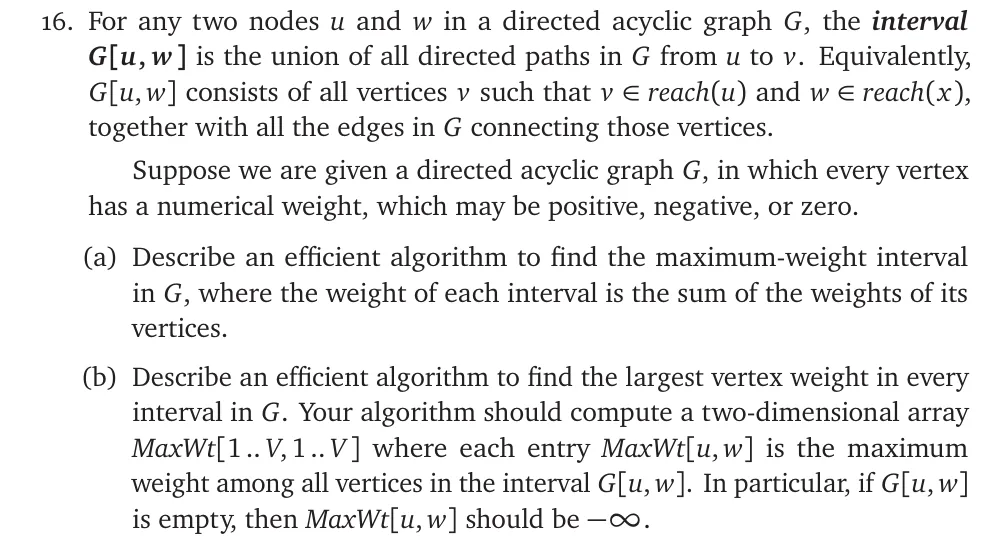 16. For any two nodes u and w in a directed acyclic graph G, the interval
G[u, w] is the union of all directed paths in G from u to v. Equivalently,
G[u, w] consists of all vertices v such that v ∈ reach(u) and w ∈ reach(x),
together with all the edges in G connecting those vertices.
Suppose we are given a directed acyclic graph G, in which every vertex
has a numerical weight, which may be positive, negative, or zero.
(a) Describe an efficient algorithm to find the maximum-weight interval
in G, where the weight of each interval is the sum of the weights of its
vertices.
(b) Describe an efficient algorithm to find the largest vertex weight in every
interval in G. Your algorithm should compute a two-dimensional array
MaxWt[1 .. V, 1 .. V] where each entry MaxWt[u, w] is the maximum
weight among all vertices in the interval G[u, w]. In particular, if G[u, w]
is empty, then MaxWt[u, w] should be −∞.